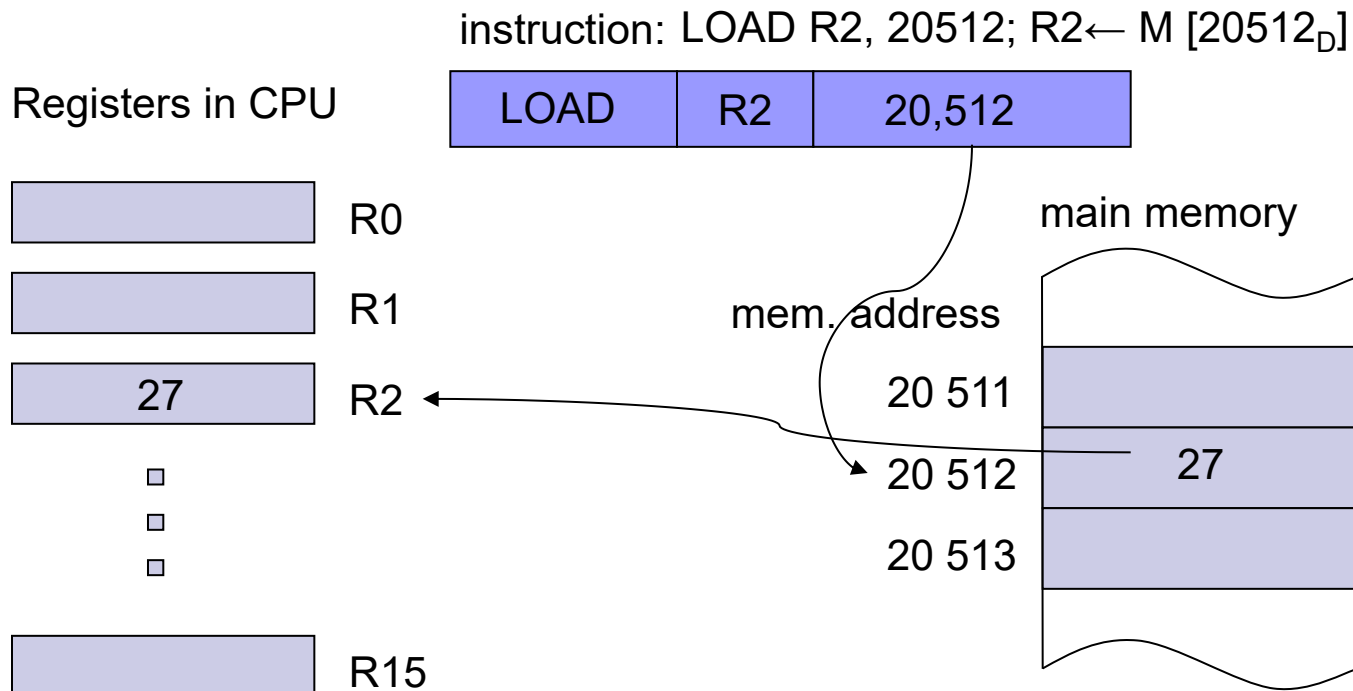 instruction: LOAD R2, 20512; R2← M [20512D]
Registers in CPU
LOAD R2 20,512
R0
main memory
R1
mem. address
27 R2
20 511
20 512 27
20 513
R15